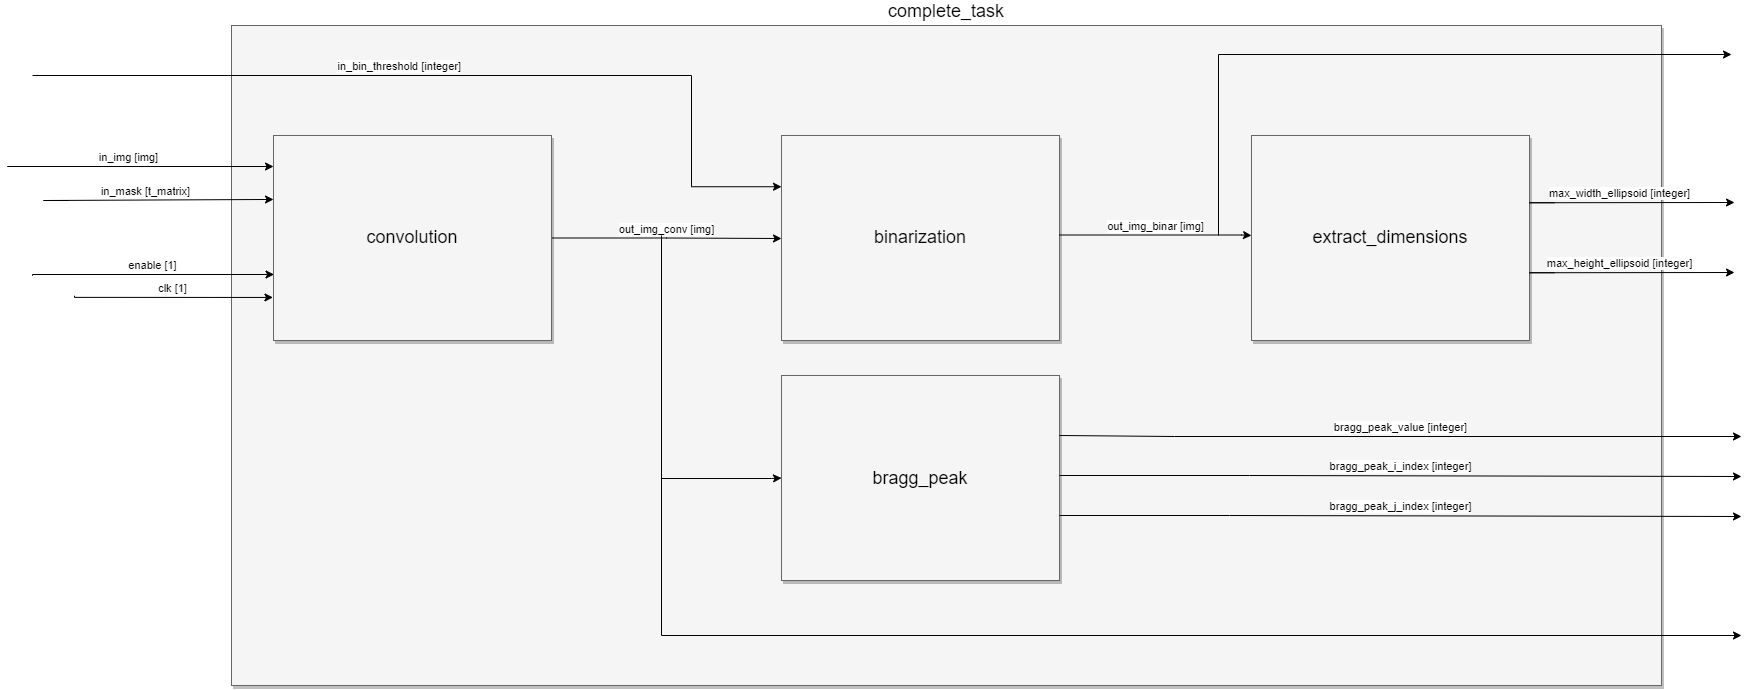 complete_task
in_bin_threshold [integer]
in_img [img]
in_mask [t_matrix]
enable [1]
clk [1]
convolution
out_img_conv [img]
binarization
out_img_binar [img]
extract_dimensions
max_width_ellipsoid [integer]
max_height_ellipsoid [integer]
bragg_peak
bragg_peak_value [integer]
bragg_peak_i_index [integer]
bragg_peak_j_index [integer]